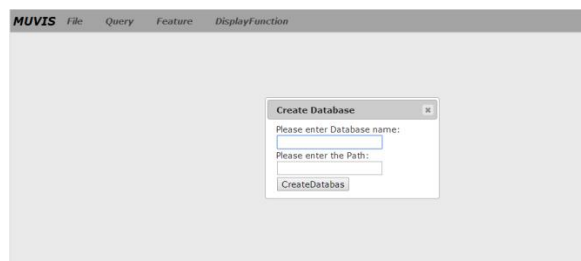 MUVIS File Query Feature DisplayFunction
Create Database
Please enter Database name:
Please enter the Path:
CreateDatabas